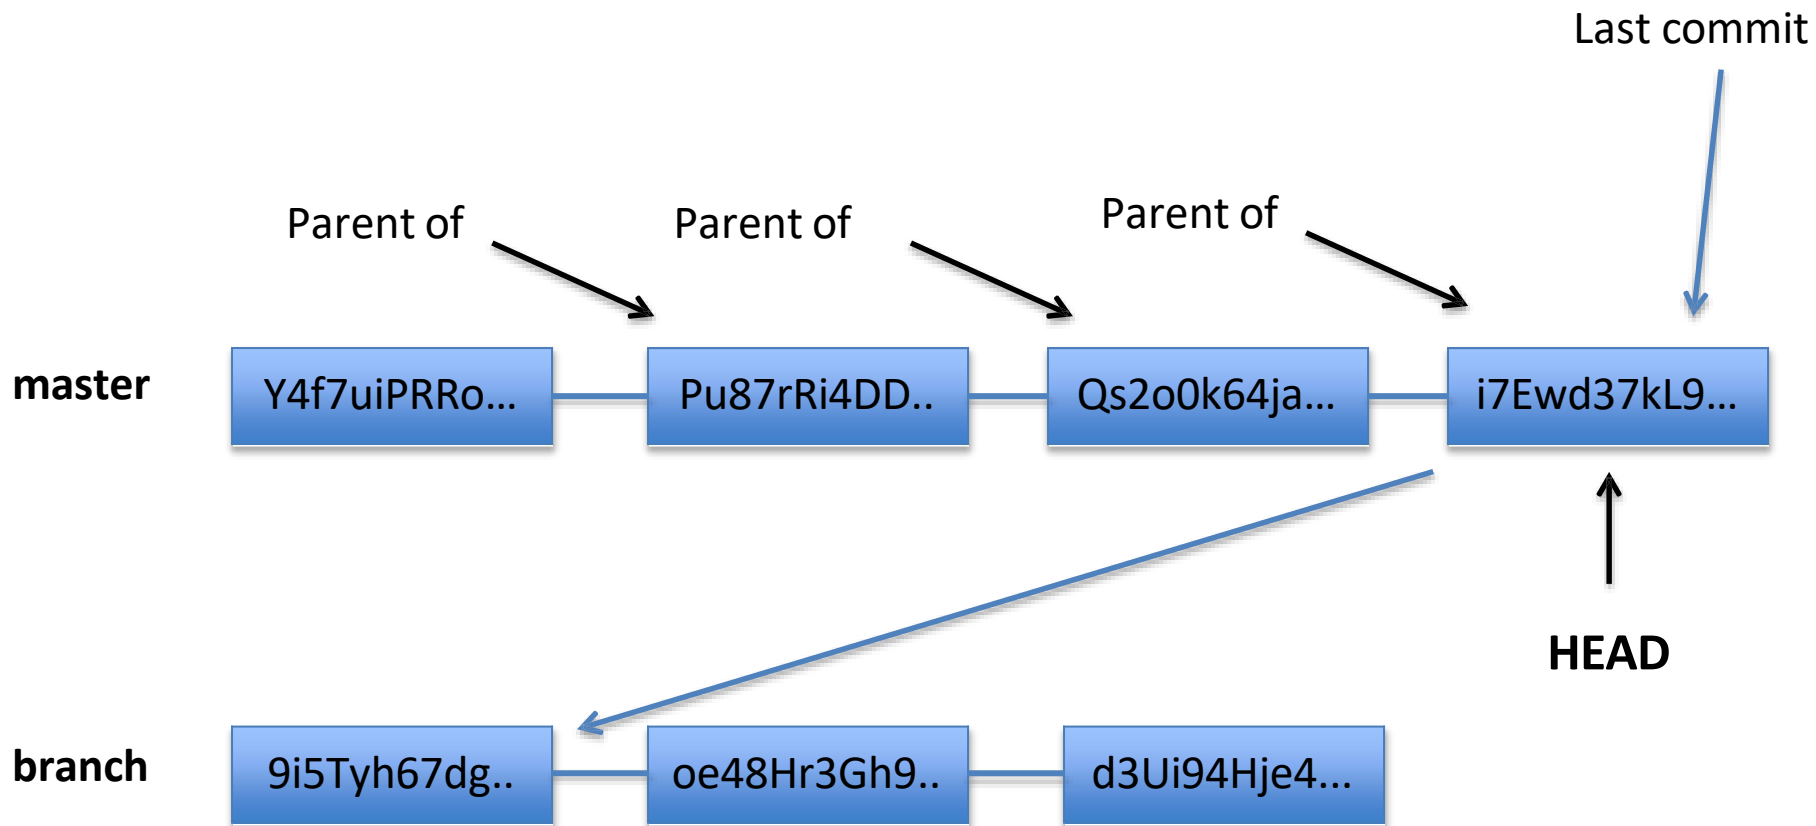 Last commit
Parent of
Parent of
Parent of
master
Y4f7uiPRRo...
Pu87rRi4DD..
Qs2o0k64ja...
i7Ewd37kL9...
HEAD
branch
9i5Tyh67dg..
oe48Hr3Gh9..
d3Ui94Hje4...